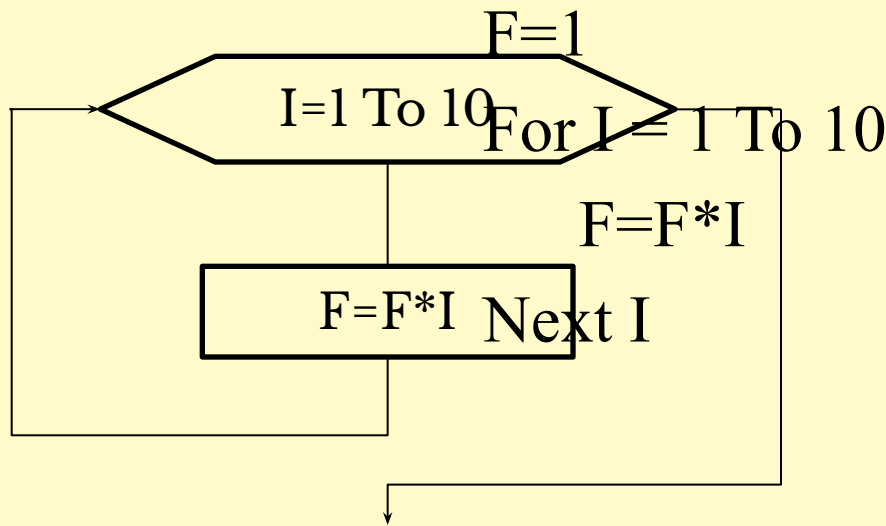 F=1
I=1 To 10
For I = 1 To 10
F=F*I
F=F*I
Next I